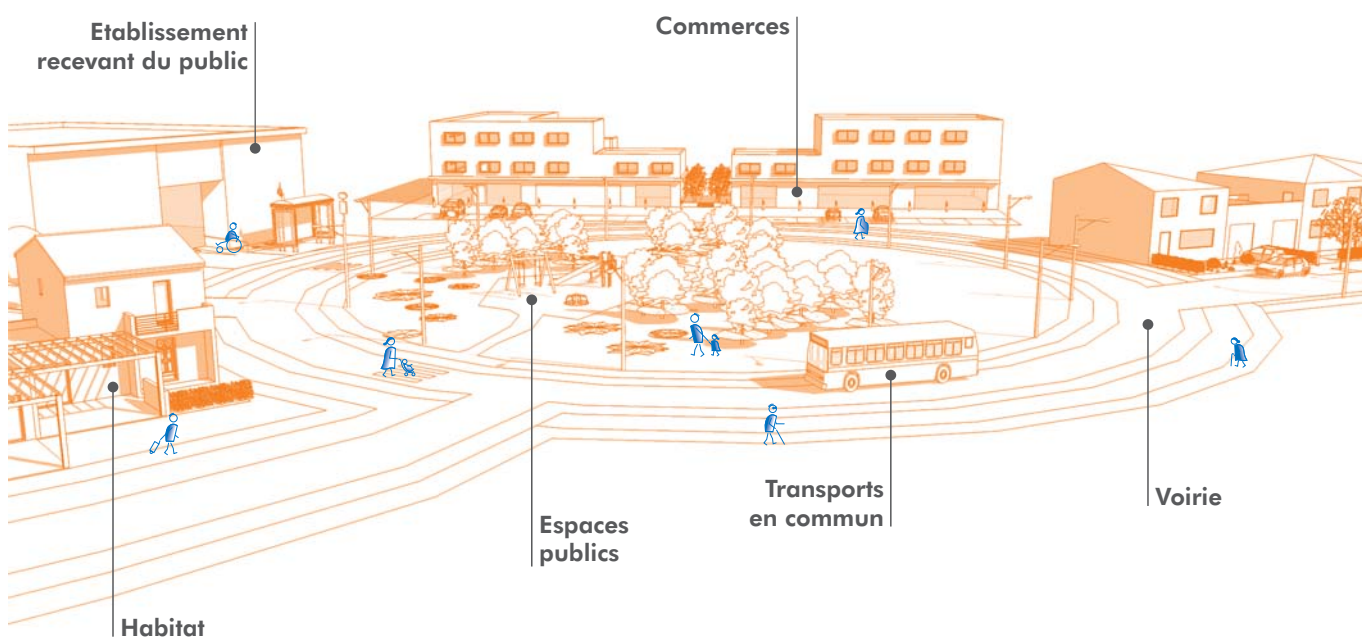 Etablissement
recevant du public
Commerces
Transports
en commun
Voirie
Espaces
publics
Habitat